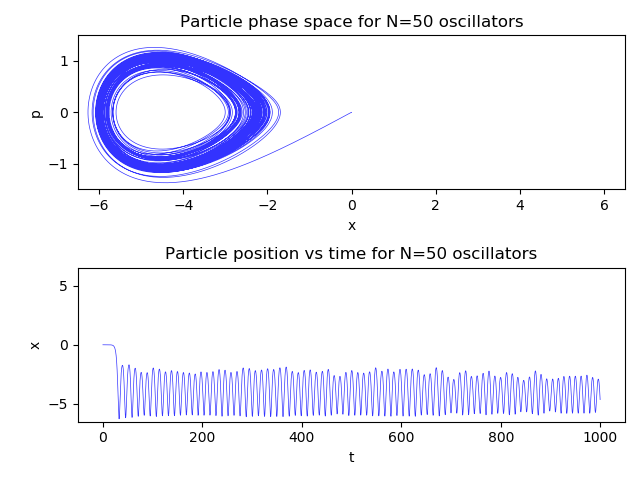 Particle phase space for N=50 oscillators
1
0
−1
p
−6 −4 −2 0 2 4 6
x
Particle position vs time for N=50 oscillators
5
0
−5
x
0 200 400 600 800 1000
t